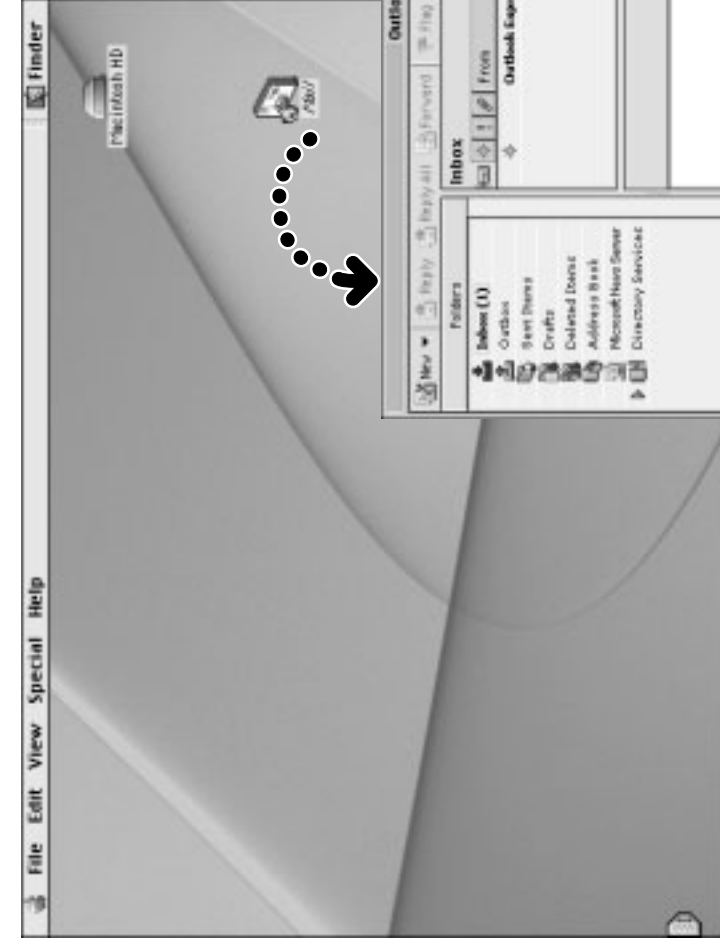 File Edit View Special Help Finder
Macintosh HD
Mail
New Reply Reply All Forward Flag
Folders
Inbox (1)
Outbox
Sent Items
Drafts
Deleted Items
Address Book
Microsoft News Server
Directory Services
Inbox
From
Outlook